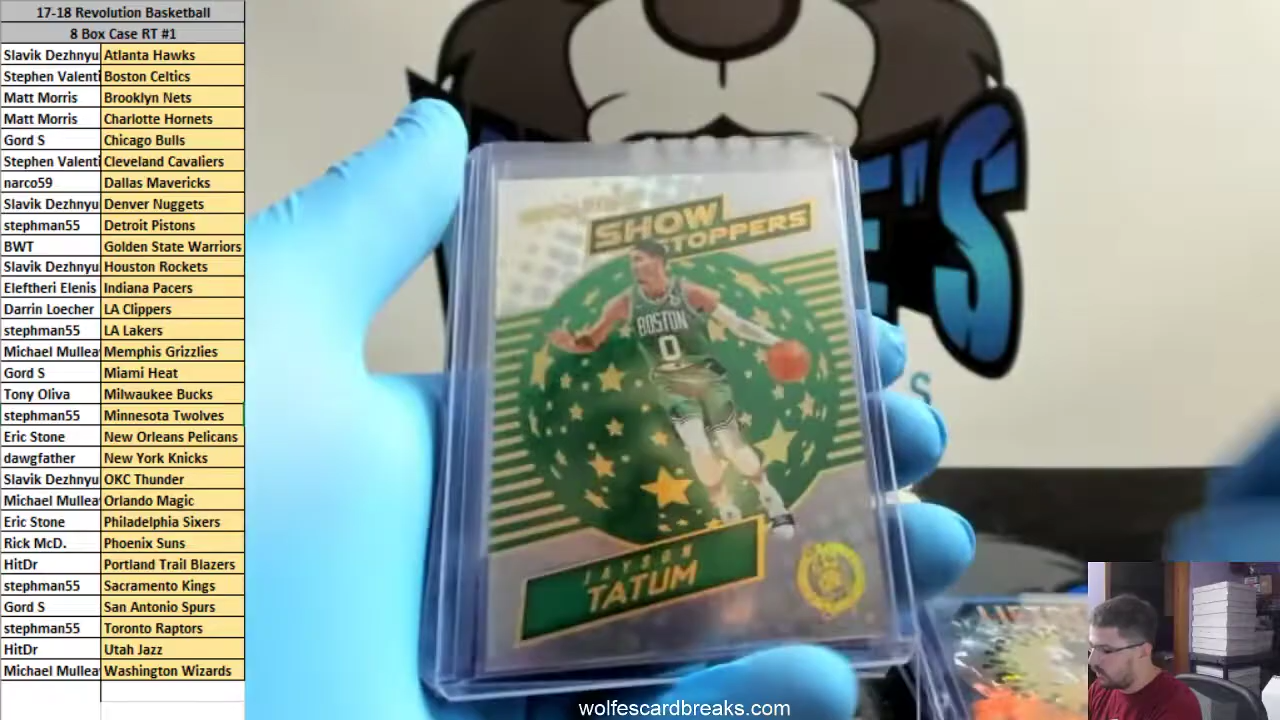 17-18 Revolution Basketball
8 Box Case RT #1
Slavik Dezhnyu Atlanta Hawks
Stephen Valenti Boston Celtics
Matt Morris Brooklyn Nets
Matt Morris Charlotte Hornets
Gord S Chicago Bulls
Stephen Valenti Cleveland Cavaliers
narco59 Dallas Mavericks
Slavik Dezhnyu Denver Nuggets
stephman55 Detroit Pistons
BWT Golden State Warriors
Slavik Dezhnyu Houston Rockets
Eleftheri Elenis Indiana Pacers
Darrin Loecher LA Clippers
stephman55 LA Lakers
Michael Mullea Memphis Grizzlies
Gord S Miami Heat
Tony Oliva Milwaukee Bucks
stephman55 Minnesota Twolves
Eric Stone New Orleans Pelicans
dawgfather New York Knicks
Slavik Dezhnyu OKC Thunder
Michael Mullea Orlando Magic
Eric Stone Philadelphia Sixers
Rick McD. Phoenix Suns
HitDr Portland Trail Blazers
stephman55 Sacramento Kings
Gord S San Antonio Spurs
stephman55 Toronto Raptors
HitDr Utah Jazz
Michael Mullea Washington Wizards
SHOW
STOPPERS
BOSTON
0
JAYSON
TATUM
E'S
S
wolfescardbreaks.com